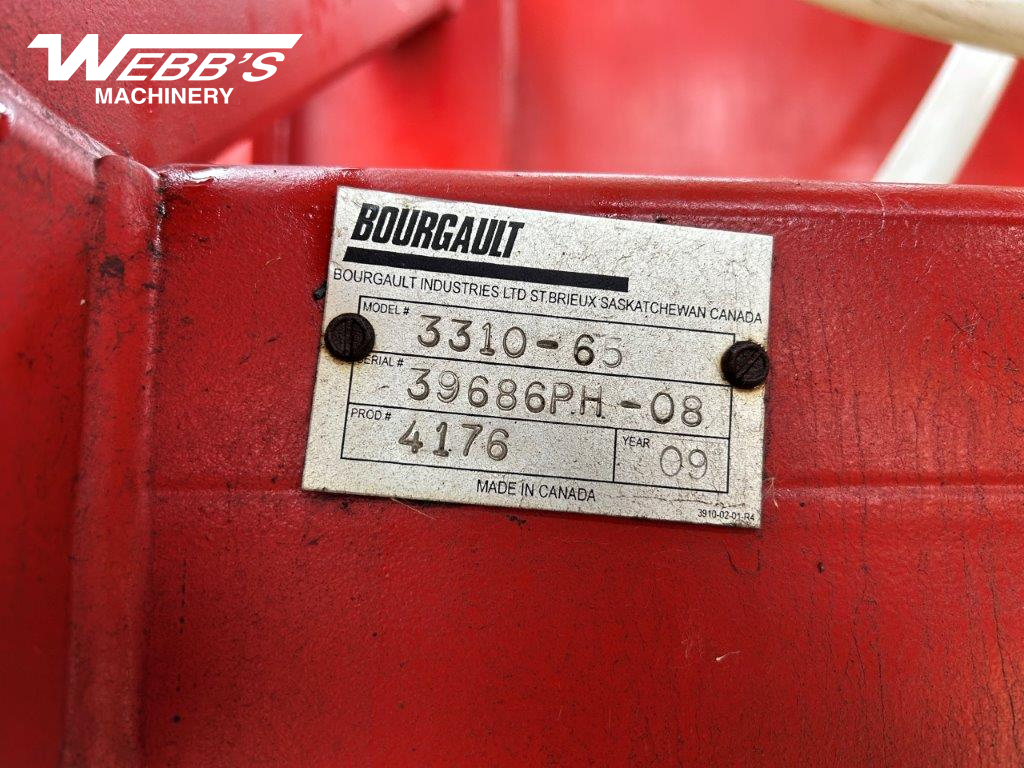 WEBB'S
MACHINERY
BOURGAULT
BOURGAULT INDUSTRIES LTD ST.BRIEUX SASKATCHEWAN CANADA
MODEL # 3310-65
SERIAL # 39686PH-08
PROD.# 4176 YEAR 09
MADE IN CANADA
3910-02-01-R4